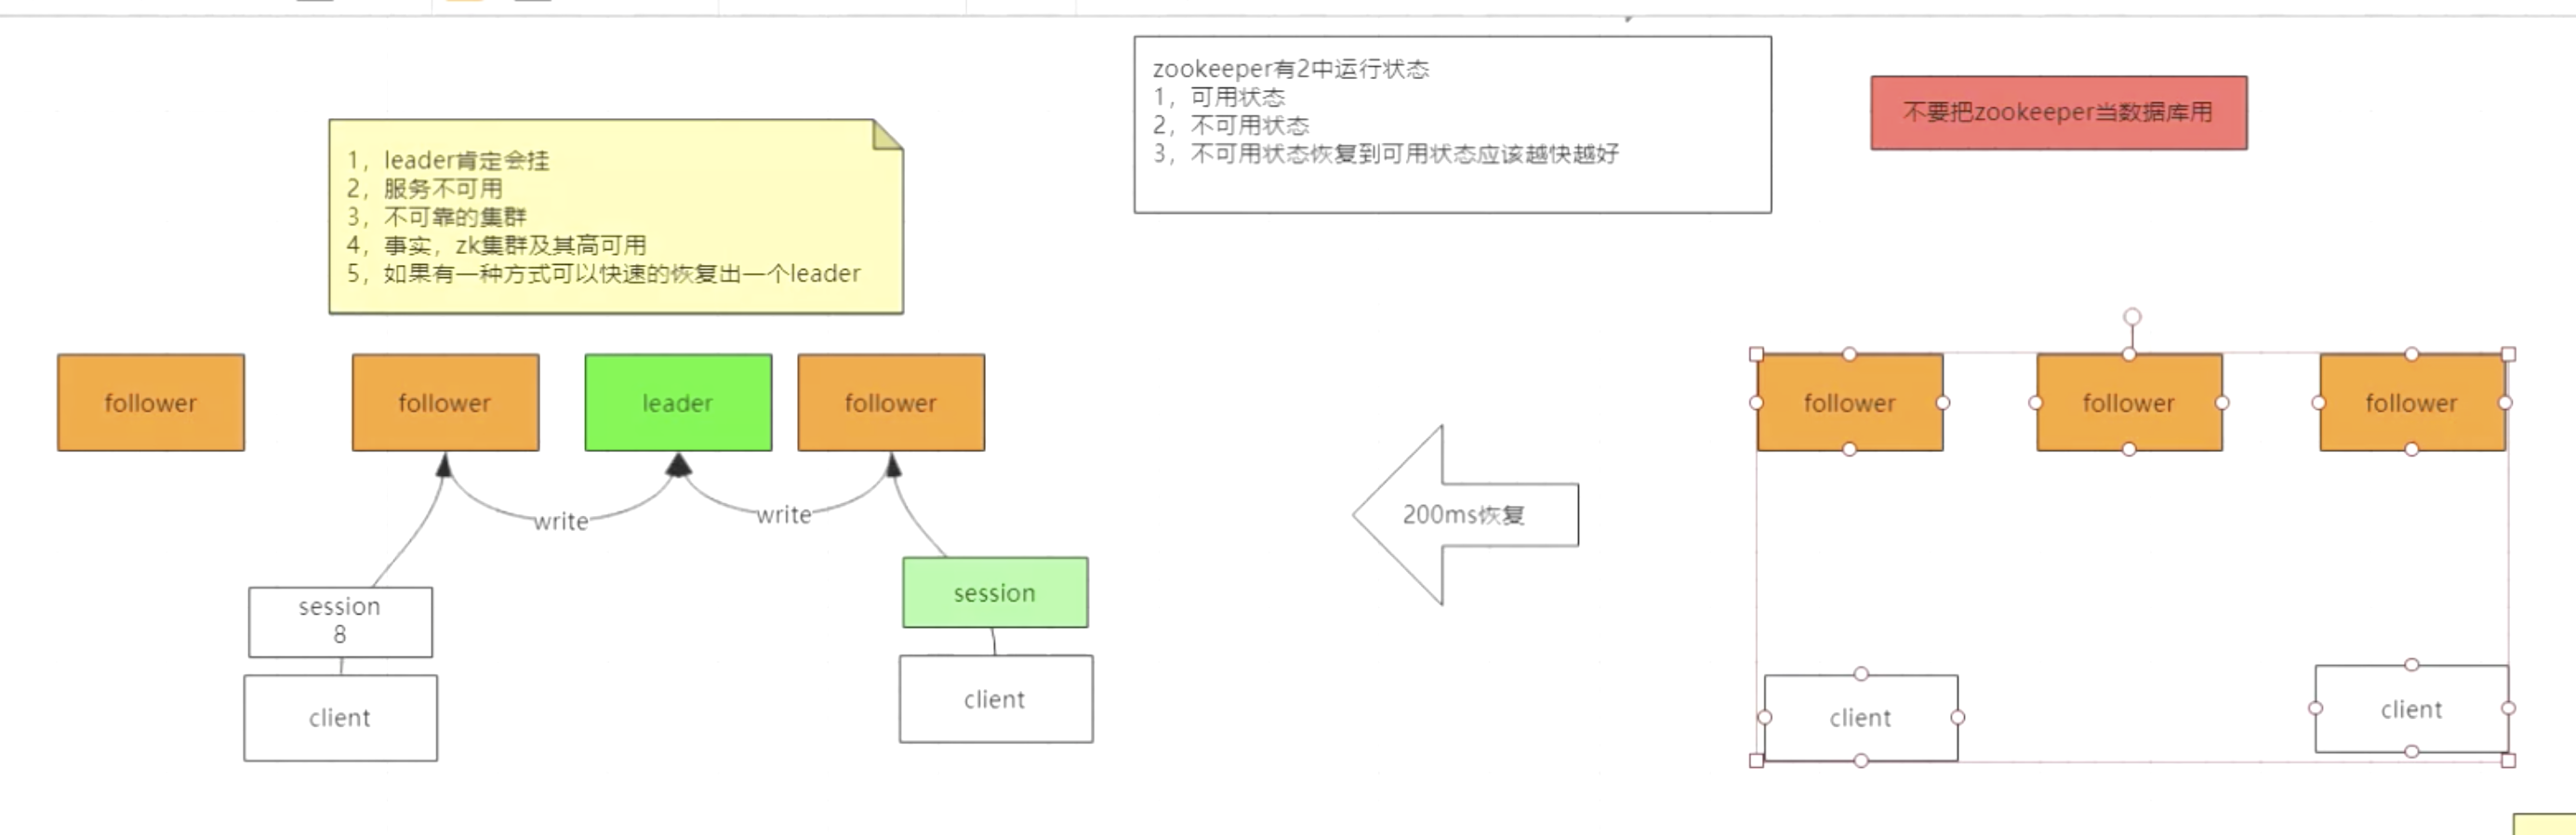 zookeeper有2中运行状态
1，可用状态
2，不可用状态
3，不可用状态恢复到可用状态应该越快越好
不要把zookeeper当数据库用
1，leader肯定会挂
2，服务不可用
3，不可靠的集群
4，事实，zk集群及其高可用
5，如果有一种方式可以快速的恢复出一个leader
follower
follower
leader
follower
follower
follower
follower
write
write
200ms恢复
session
8
session
client
client
client
client